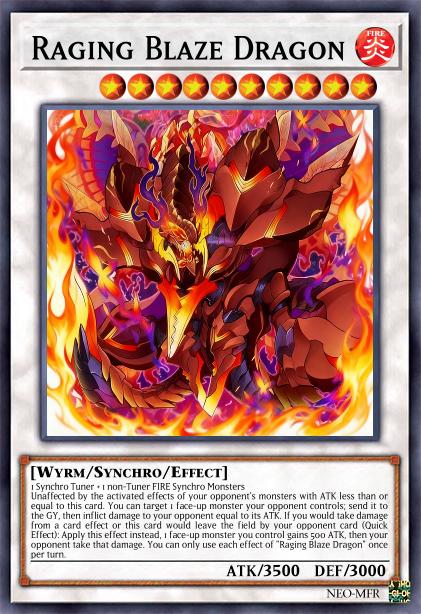 RAGING BLAZE DRAGON
FIRE
炎
[WYRM/SYNCHRO/EFFECT]
1 Synchro Tuner + 1 non-Tuner FIRE Synchro Monsters
Unaffected by the activated effects of your opponent's monsters with ATK less than or
equal to this card. You can target 1 face-up monster your opponent controls; send it to
the GY, then inflict damage to your opponent equal to its ATK. If you would take damage
from a card effect or this card would leave the field by your opponent card (Quick
Effect): Apply this effect instead, 1 face-up monster you control gains 500 ATK, then your
opponent take that damage. You can only use each effect of "Raging Blaze Dragon" once
per turn.
ATK/3500 DEF/3000
NEO-MFR